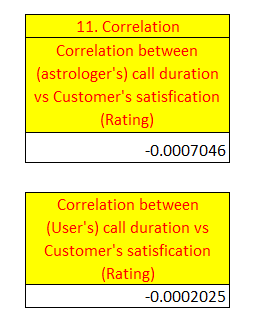 11. Correlation
Correlation between
(astrologer's) call duration
vs Customer's satisfication
(Rating)
-0.0007046
Correlation between
(User's) call duration vs
Customer's satisfication
(Rating)
-0.0002025